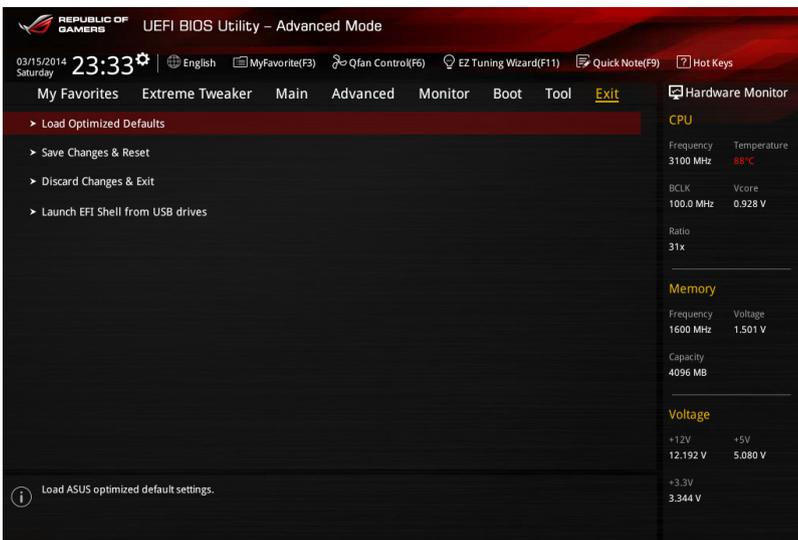 REPUBLIC OF
GAMERS
UEFI BIOS Utility – Advanced Mode
03/15/2014
Saturday
23:33
English
MyFavorite(F3)
Qfan Control(F6)
EZ Tuning Wizard(F11)
Quick Note(F9)
? Hot Keys
My Favorites
Extreme Tweaker
Main
Advanced
Monitor
Boot
Tool
Exit
> Load Optimized Defaults
> Save Changes & Reset
> Discard Changes & Exit
> Launch EFI Shell from USB drives
i Load ASUS optimized default settings.
Hardware Monitor
CPU
Frequency Temperature
3100 MHz 88°C
BCLK Vcore
100.0 MHz 0.928 V
Ratio
31x
Memory
Frequency Voltage
1600 MHz 1.501 V
Capacity
4096 MB
Voltage
+12V +5V
12.192 V 5.080 V
+3.3V
3.344 V